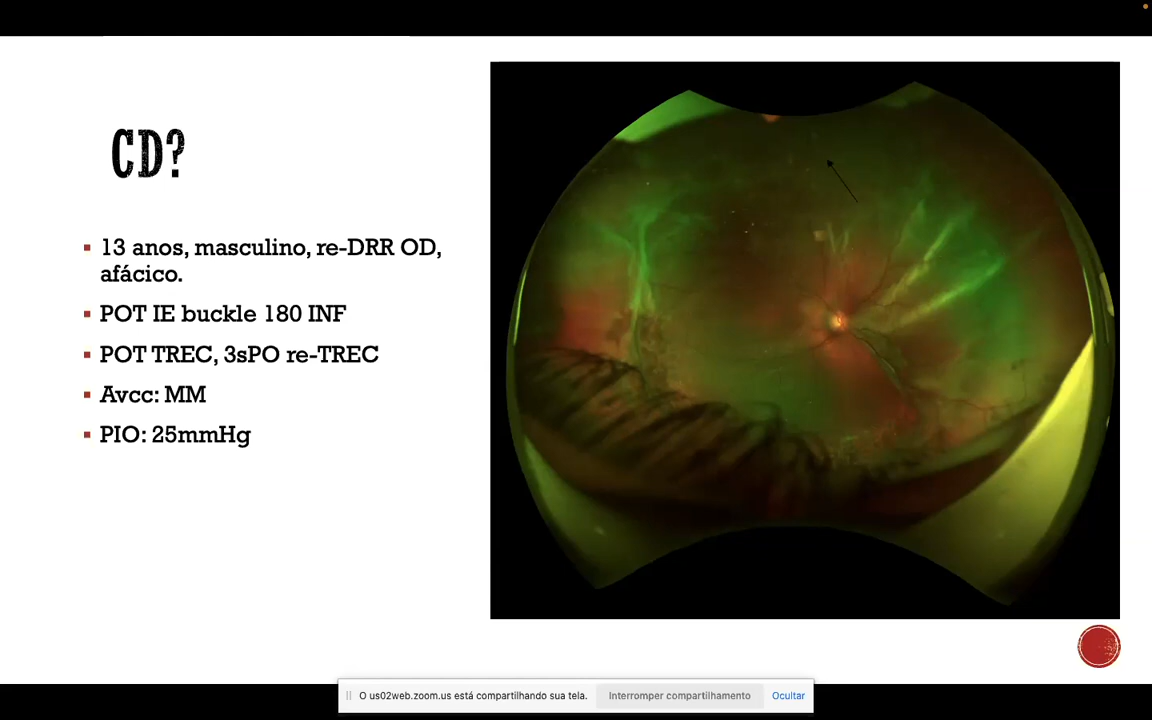 CD?
13 anos, masculino, re-DRR OD,
afácico.
POT IE buckle 180 INF
POT TREC, 3sPO re-TREC
Avcc: MM
PIO: 25mmHg
O us02web.zoom.us está compartilhando sua tela. Interromper compartilhamento Ocultar